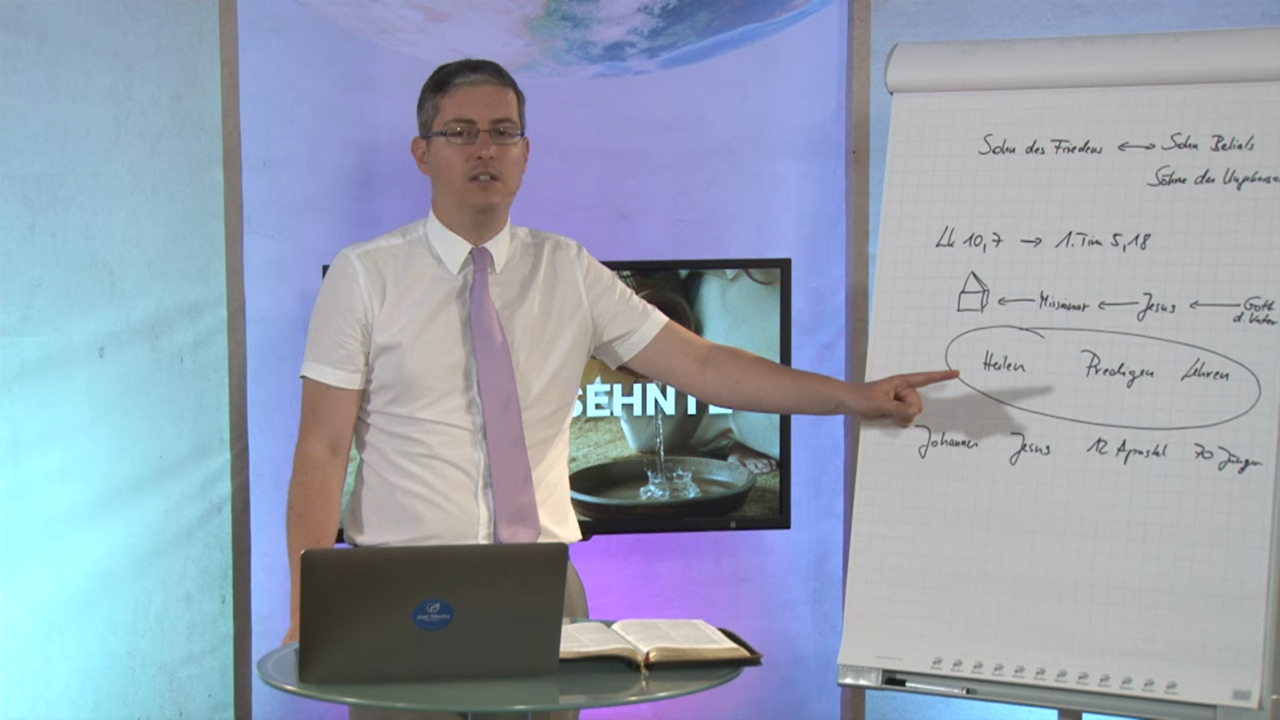 Sohn des Friedens ↔ Sohn Belials
Söhne des
Lk 10,7 → 1. Tim 5,18
← Missionar ← Jesus ← Gott d. Vater
Heilen Predigen Lehren
Johannes Jesus 12 Apostel 70 Jünger
SEHNTE